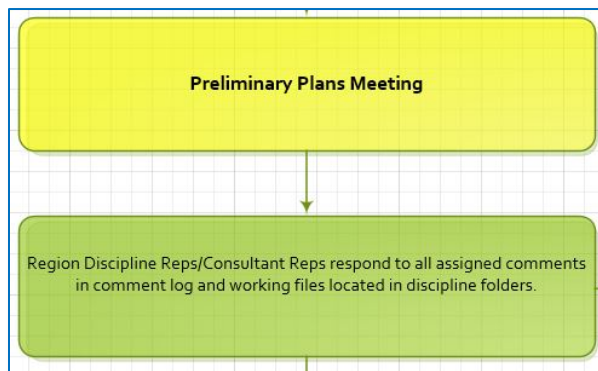 Preliminary Plans Meeting
Region Discipline Reps/Consultant Reps respond to all assigned comments
in comment log and working files located in discipline folders.